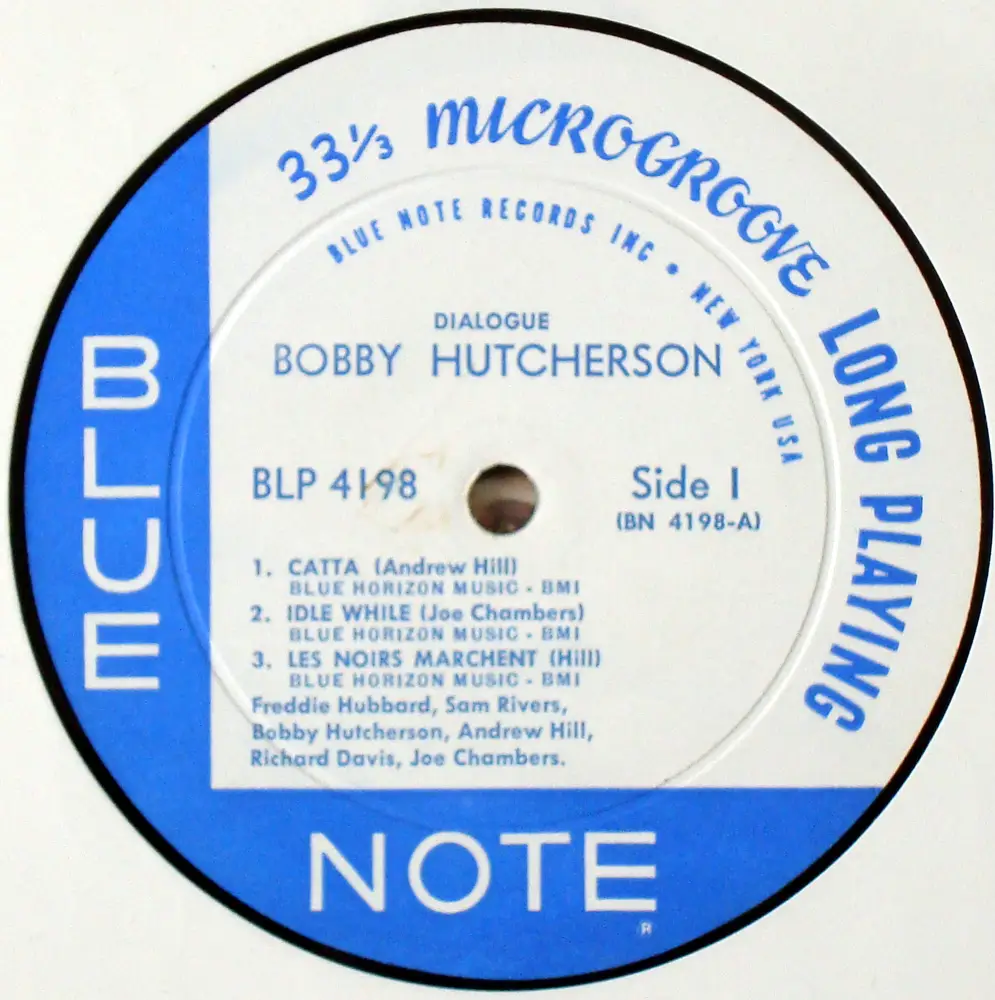 33⅓ MICROGROOVE LONG PLAYING
BLUE NOTE RECORDS INC • NEW YORK USA
DIALOGUE
BOBBY HUTCHERSON
BLP 4198
Side 1
(BN 4198-A)
1. CATTA (Andrew Hill)
BLUE HORIZON MUSIC - BMI
2. IDLE WHILE (Joe Chambers)
BLUE HORIZON MUSIC - BMI
3. LES NOIRS MARCHENT (Hill)
BLUE HORIZON MUSIC - BMI
Freddie Hubbard, Sam Rivers,
Bobby Hutcherson, Andrew Hill,
Richard Davis, Joe Chambers.
BLUE
NOTE
®